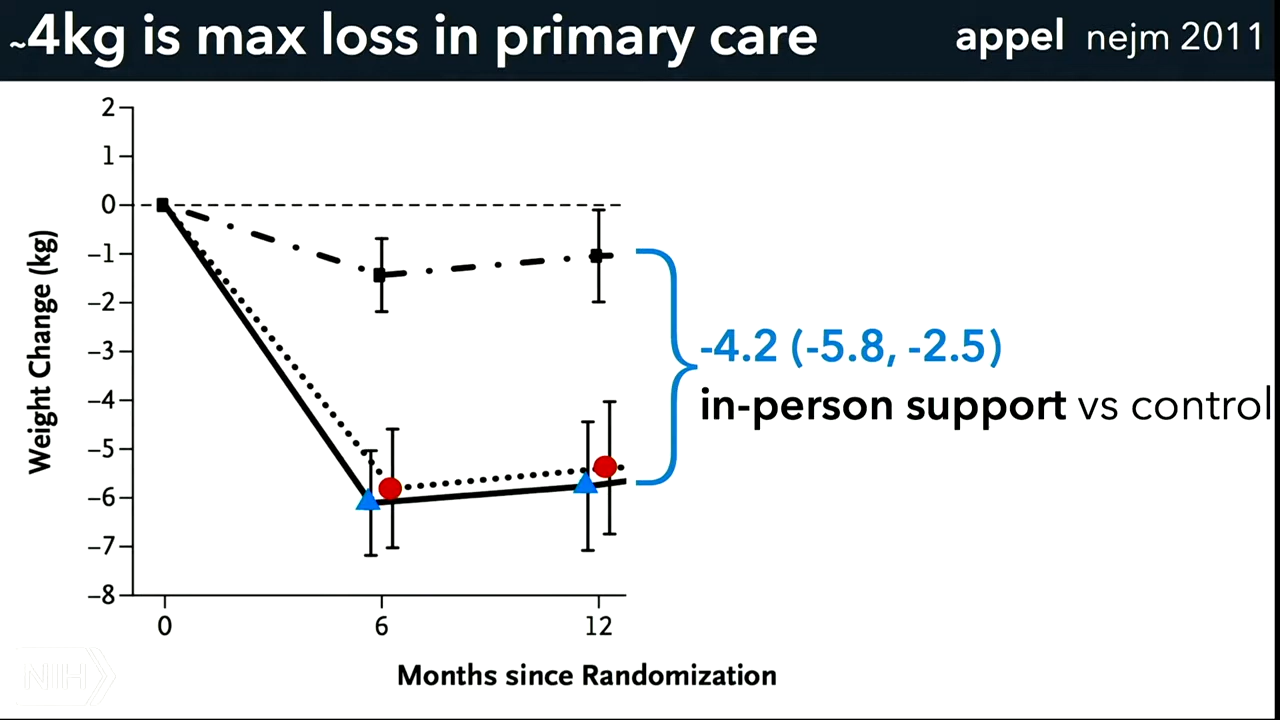 ~4kg is max loss in primary care
appel nejm 2011
2
1
0
–1
–2
–3
–4
–5
–6
–7
–8
Weight Change (kg)
-4.2 (-5.8, -2.5)
in-person support vs control
0 6 12
Months since Randomization
NIH